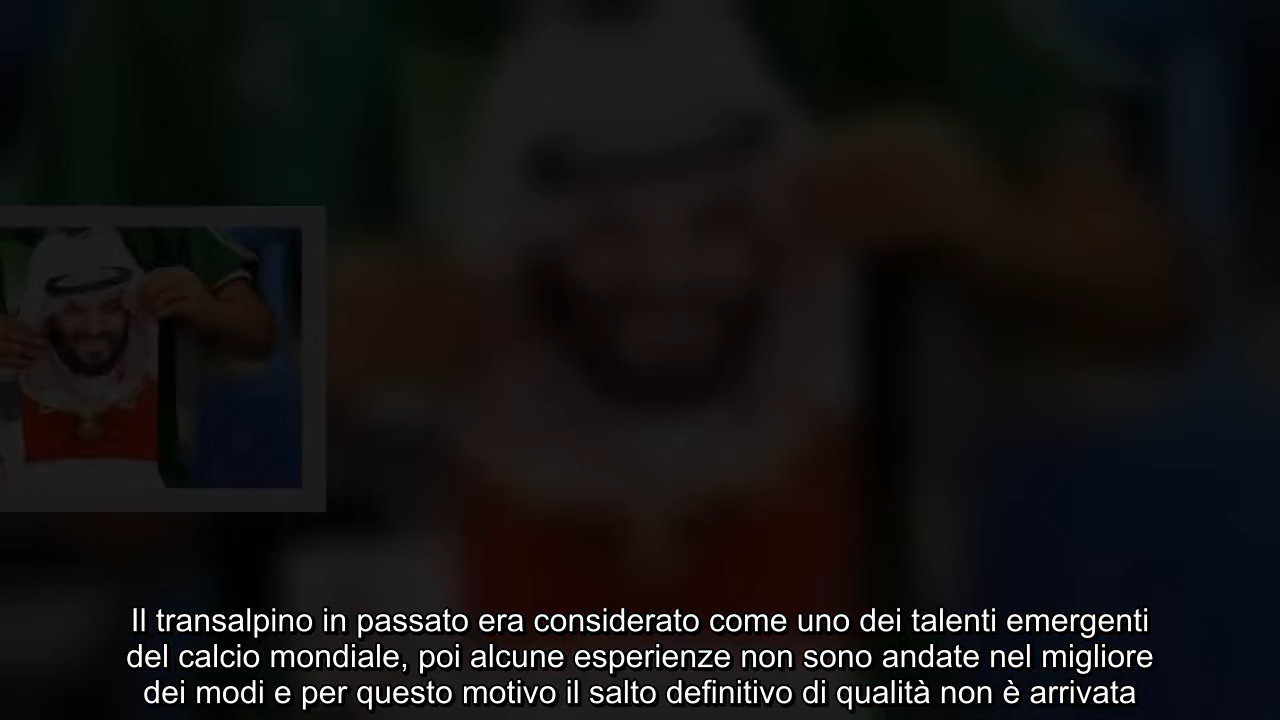 Il transalpino in passato era considerato come uno dei talenti emergenti
del calcio mondiale, poi alcune esperienze non sono andate nel migliore
dei modi e per questo motivo il salto definitivo di qualità non è arrivata